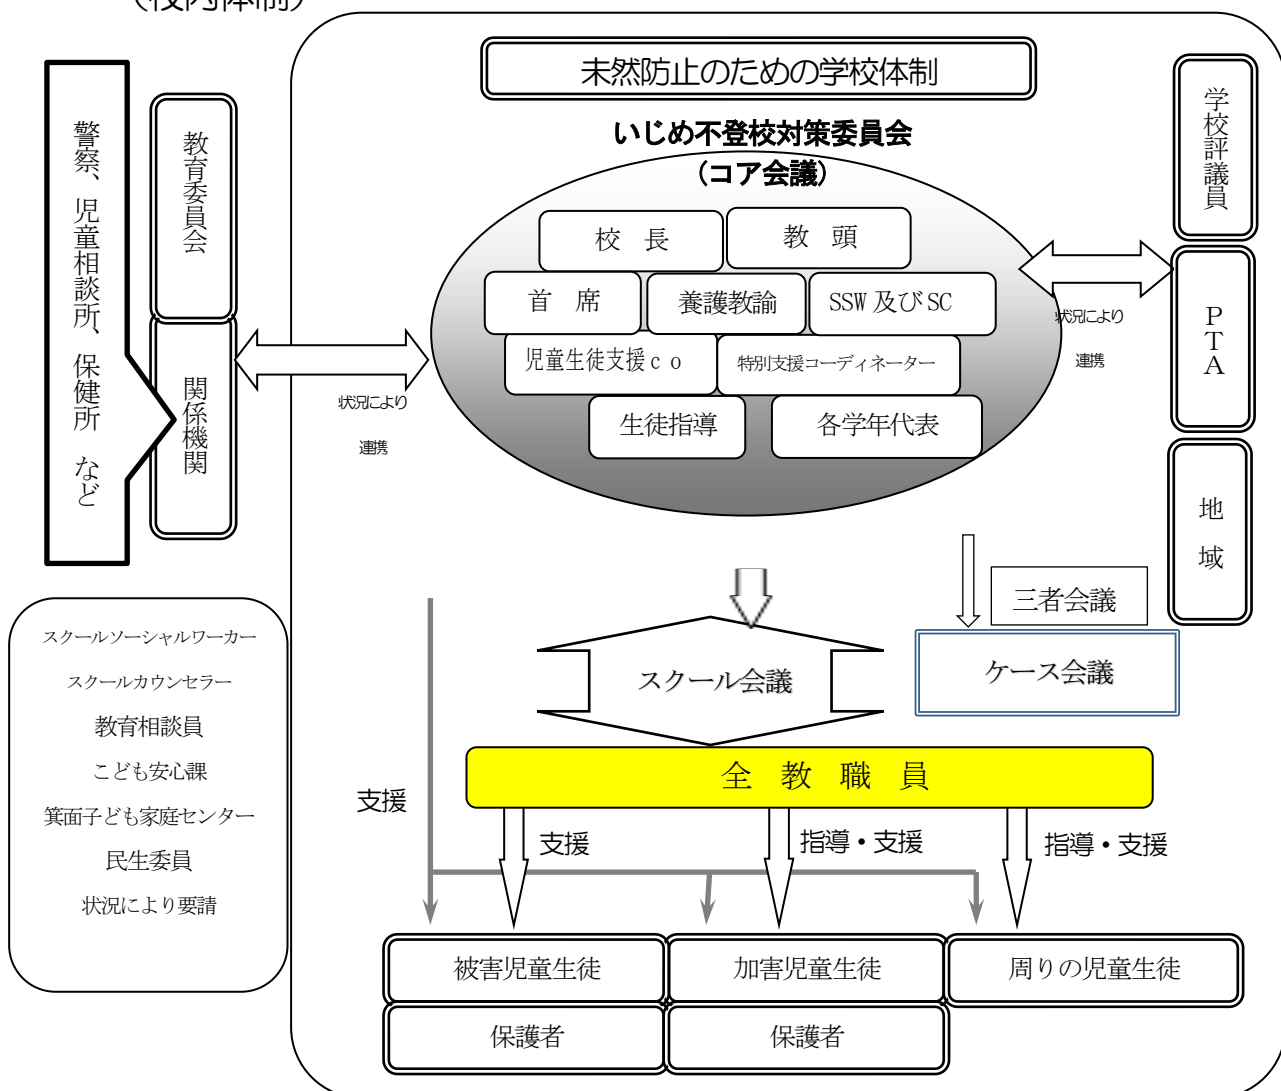 （校内体制）
未然防止のための学校体制
いじめ不登校対策委員会
（コア会議）
校　長
教　頭
首　席
養護教諭
SSW 及び SC
児童生徒支援ｃｏ
特別支援コーディネーター
生徒指導
各学年代表
警察、児童相談所、保健所　など
教育委員会
関係機関
状況により
連携
状況により
連携
学校評議員
ＰＴＡ
地　域
スクールソーシャルワーカー
スクールカウンセラー
教育相談員
こども安心課
箕面子ども家庭センター
民生委員
状況により要請
三者会議
ケース会議
スクール会議
全　教　職　員
支援
支援
指導・支援
指導・支援
被害児童生徒
加害児童生徒
周りの児童生徒
保護者
保護者